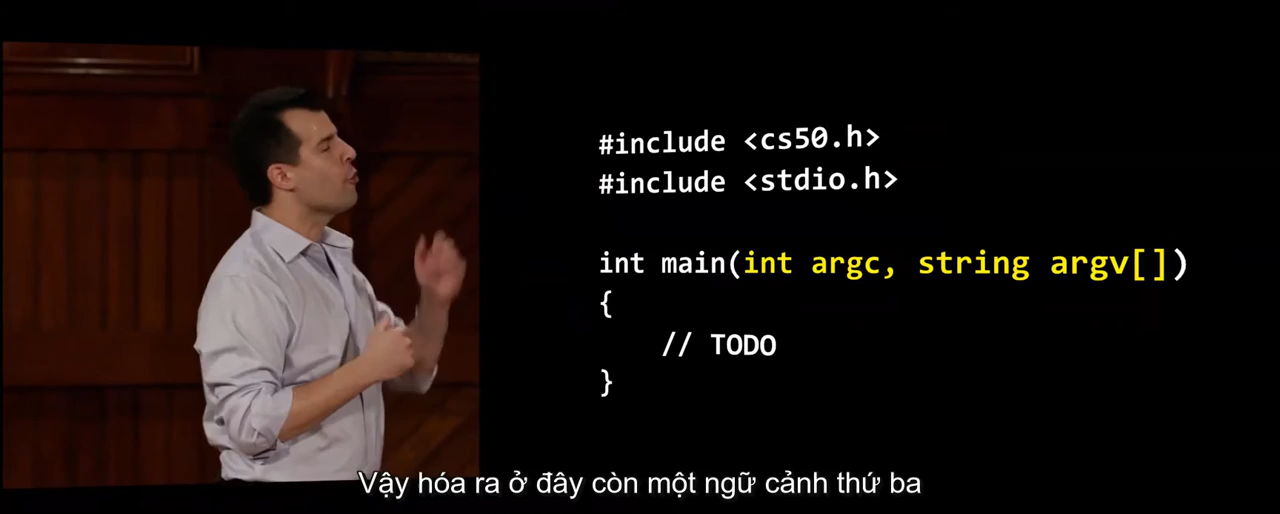 #include <cs50.h>
#include <stdio.h>
int main(int argc, string argv[])
{
// TODO
}
Vậy hóa ra ở đây còn một ngữ cảnh thứ ba